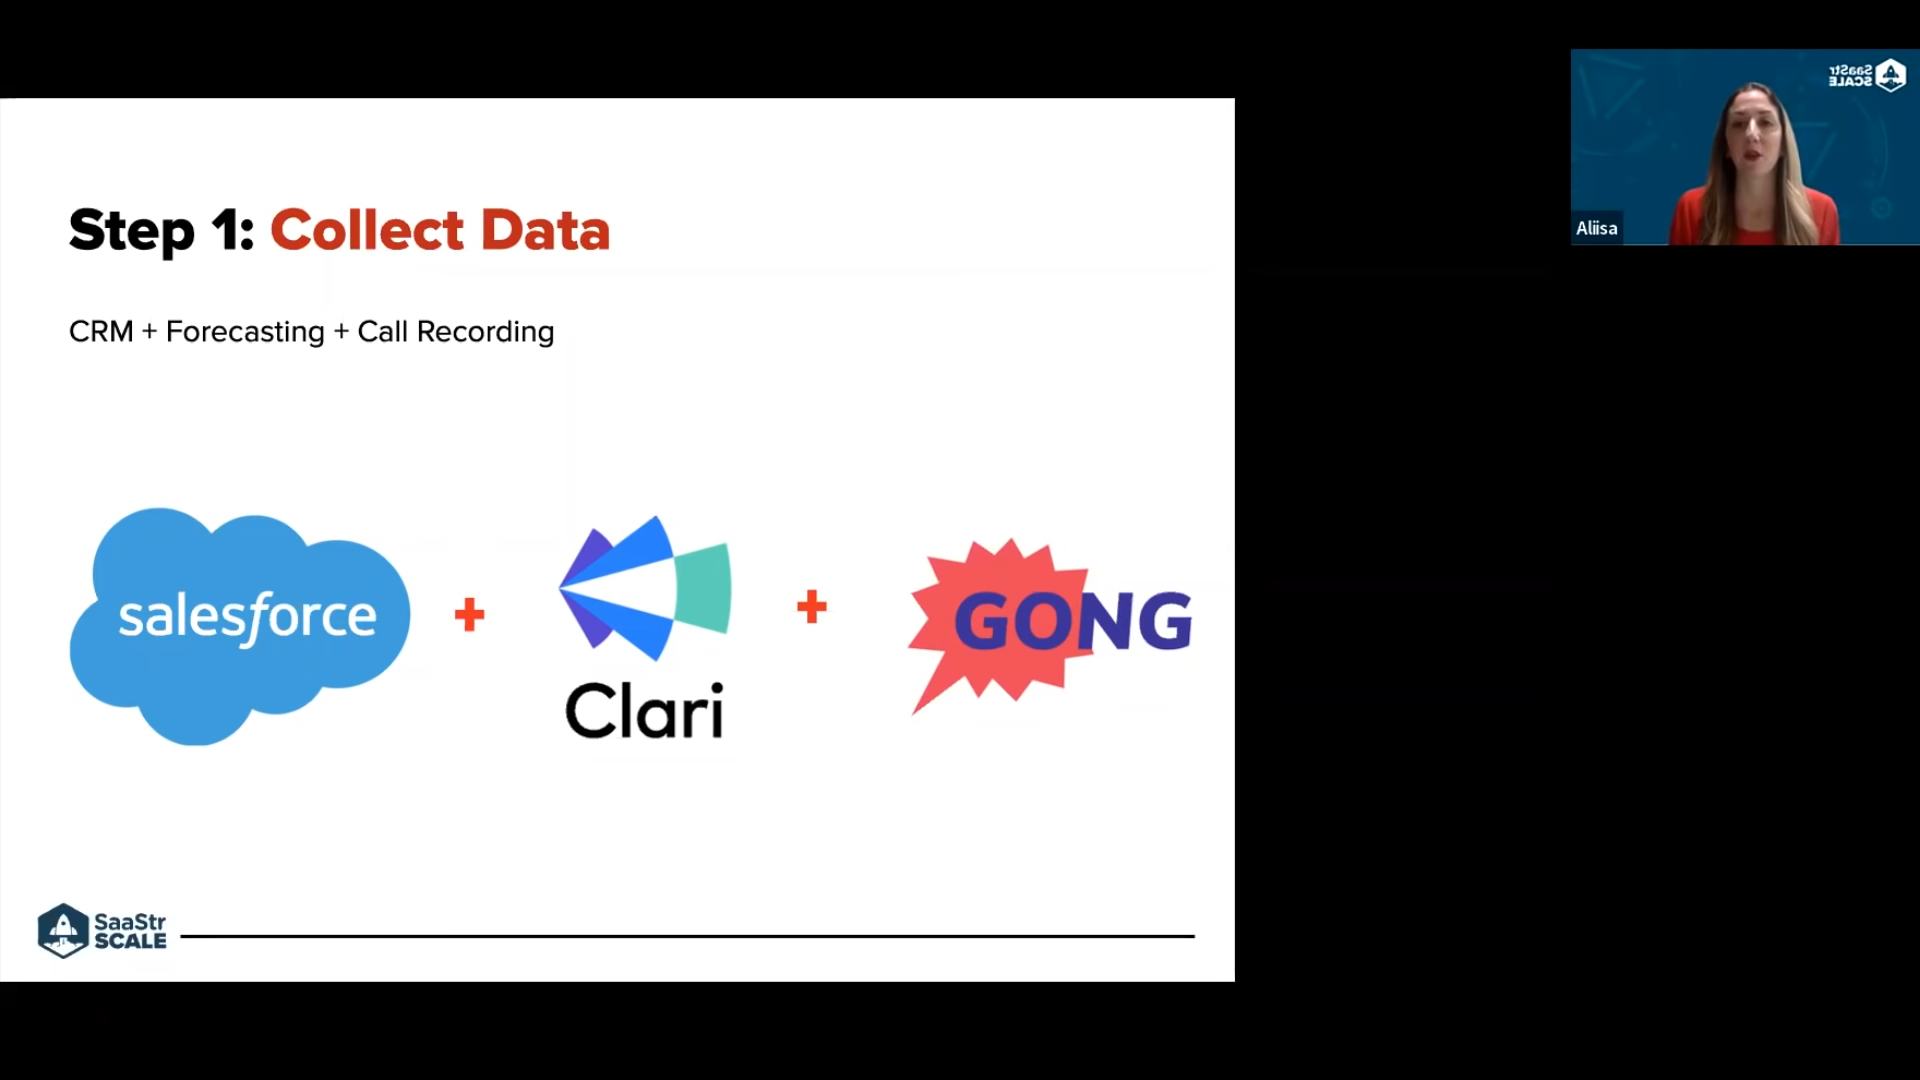 Step 1: Collect Data
CRM + Forecasting + Call Recording
salesforce
+
Clari
+
GONG
SaaStr
SCALE
SaaStr
SCALE
Aliisa